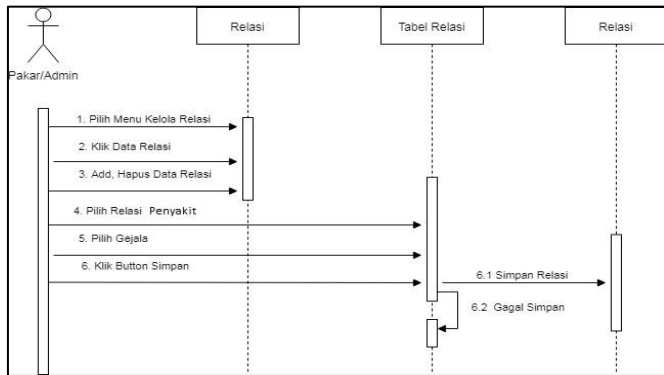 Relasi
Tabel Relasi
Relasi
Pakar/Admin
1. Pilih Menu Kelola Relasi
2. Klik Data Relasi
3. Add, Hapus Data Relasi
4. Pilih Relasi Penyakit
5. Pilih Gejala
6. Klik Button Simpan
6.1 Simpan Relasi
6.2 Gagal Simpan